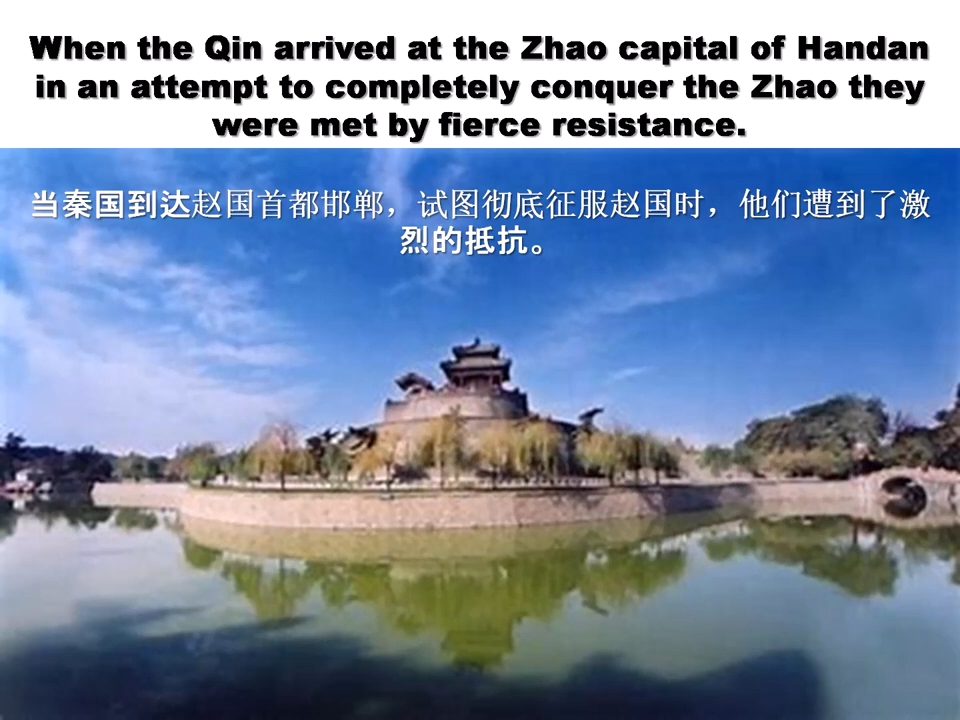 When the Qin arrived at the Zhao capital of Handan
in an attempt to completely conquer the Zhao they
were met by fierce resistance.
当秦国到达赵国首都邯郸，试图彻底征服赵国时，他们遭到了激
烈的抵抗。